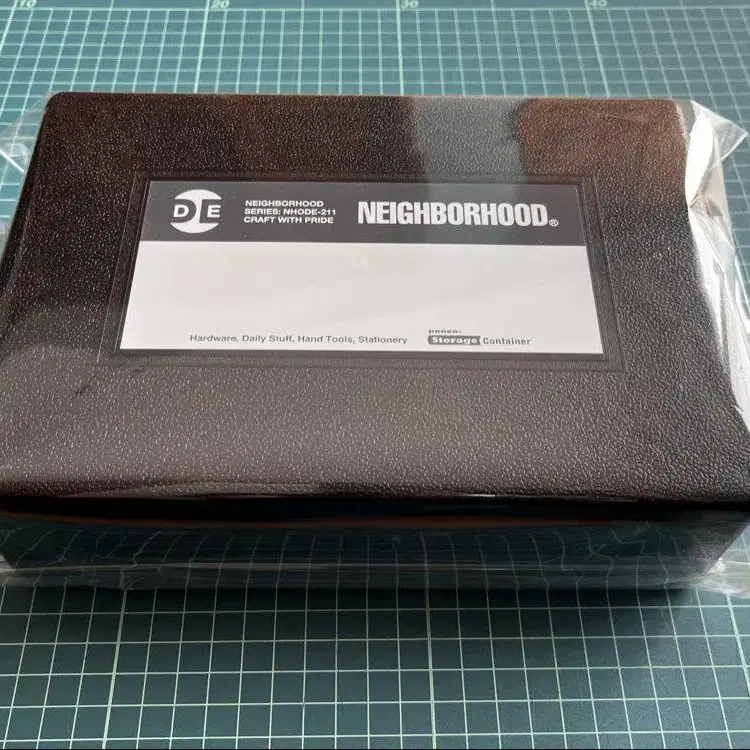 10 20 30 40
DE
NEIGHBORHOOD
SERIES: NHODE-211
CRAFT WITH PRIDE
NEIGHBORHOOD®
Hardware, Daily Stuff, Hand Tools, Stationery
penco®
Storage Container